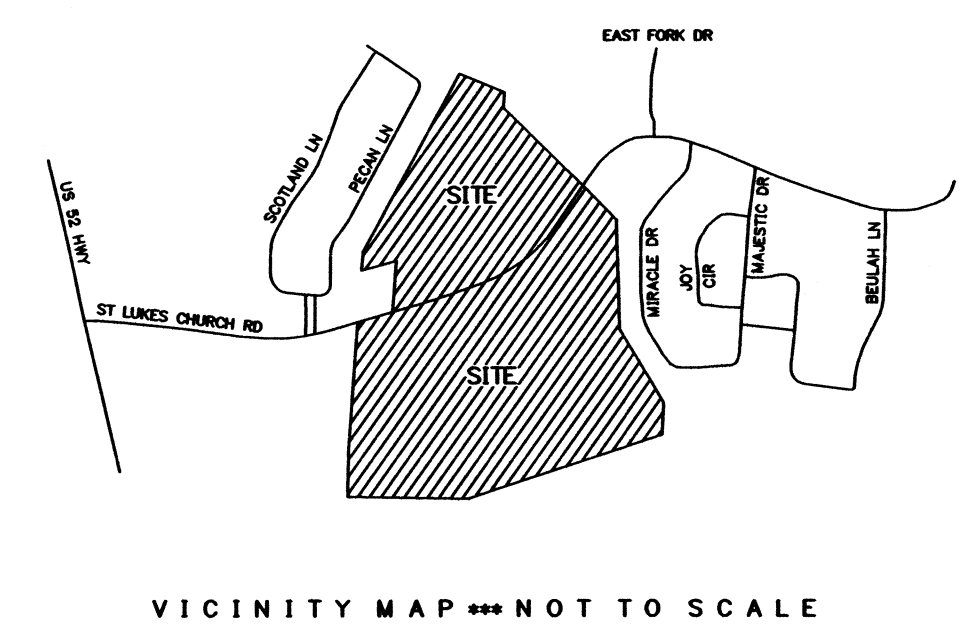 EAST FORK DR
SCOTLAND LN
PECAN LN
US 52 HWY
SITE
MIRACLE DR
JOY
CIR
MAJESTIC DR
BEULAH LN
ST LUKES CHURCH RD
SITE
VICINITY MAP***NOT TO SCALE